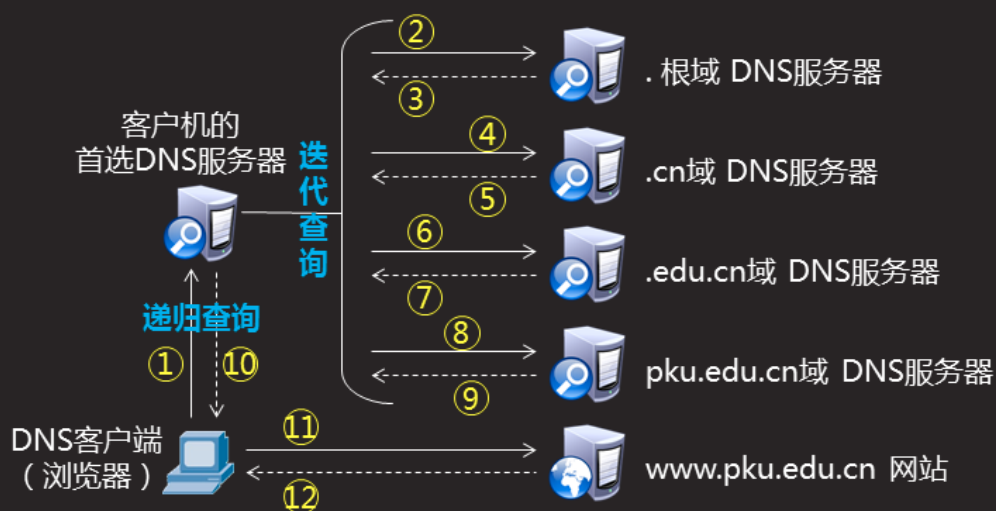 ②
. 根域 DNS服务器
③
客户机的
首选DNS服务器
迭代查询
④
.cn域 DNS服务器
⑤
⑥
.edu.cn域 DNS服务器
⑦
递归查询
①
⑩
⑧
pku.edu.cn域 DNS服务器
⑨
DNS客户端
（浏览器）
⑪
www.pku.edu.cn 网站
⑫